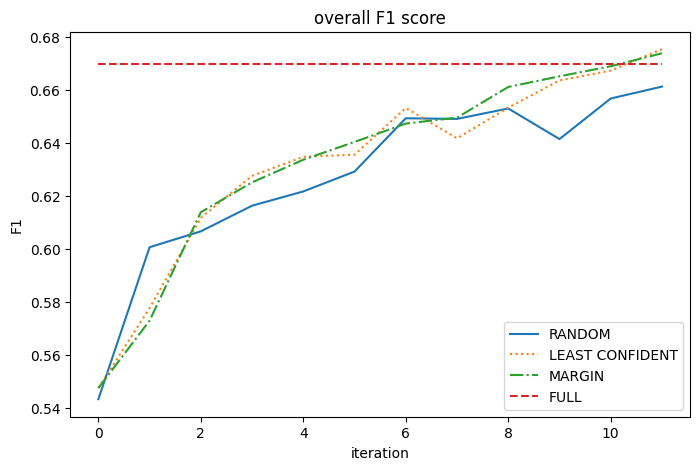 overall F1 score
F1
0.68
0.66
0.64
0.62
0.60
0.58
0.56
0.54
0
2
4
6
8
10
iteration
RANDOM
LEAST CONFIDENT
MARGIN
FULL